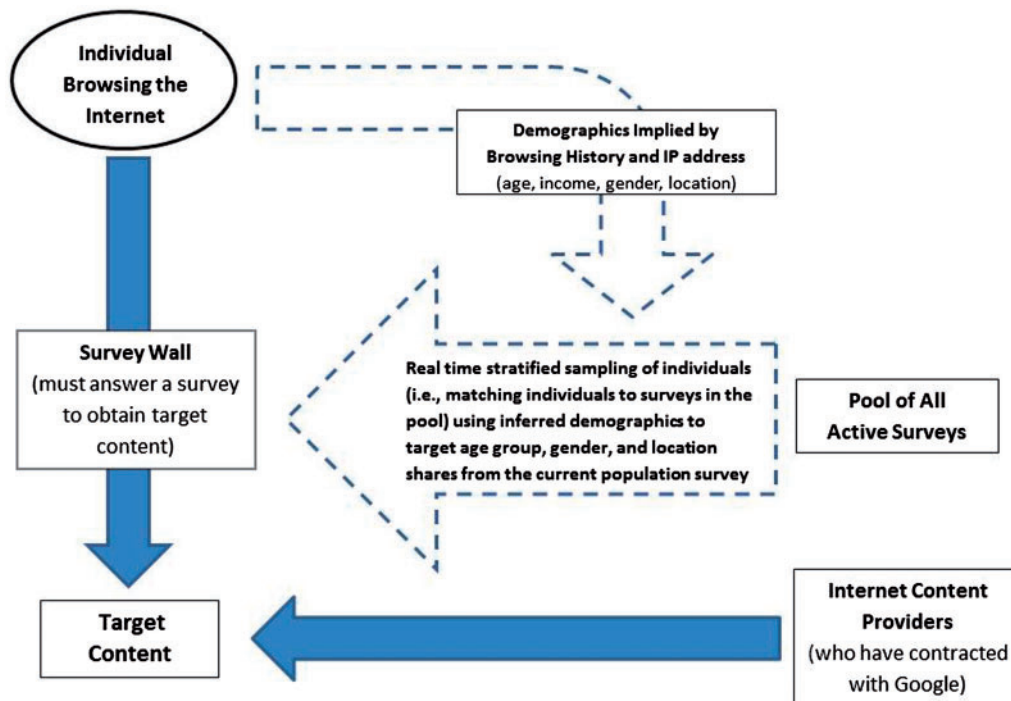 Individual
Browsing the
Internet
Demographics Implied by
Browsing History and IP address
(age, income, gender, location)
Survey Wall
(must answer a survey
to obtain target
content)
Real time stratified sampling of individuals
(i.e., matching individuals to surveys in the
pool) using inferred demographics to
target age group, gender, and location
shares from the current population survey
Pool of All
Active Surveys
Target
Content
Internet Content
Providers
(who have contracted
with Google)